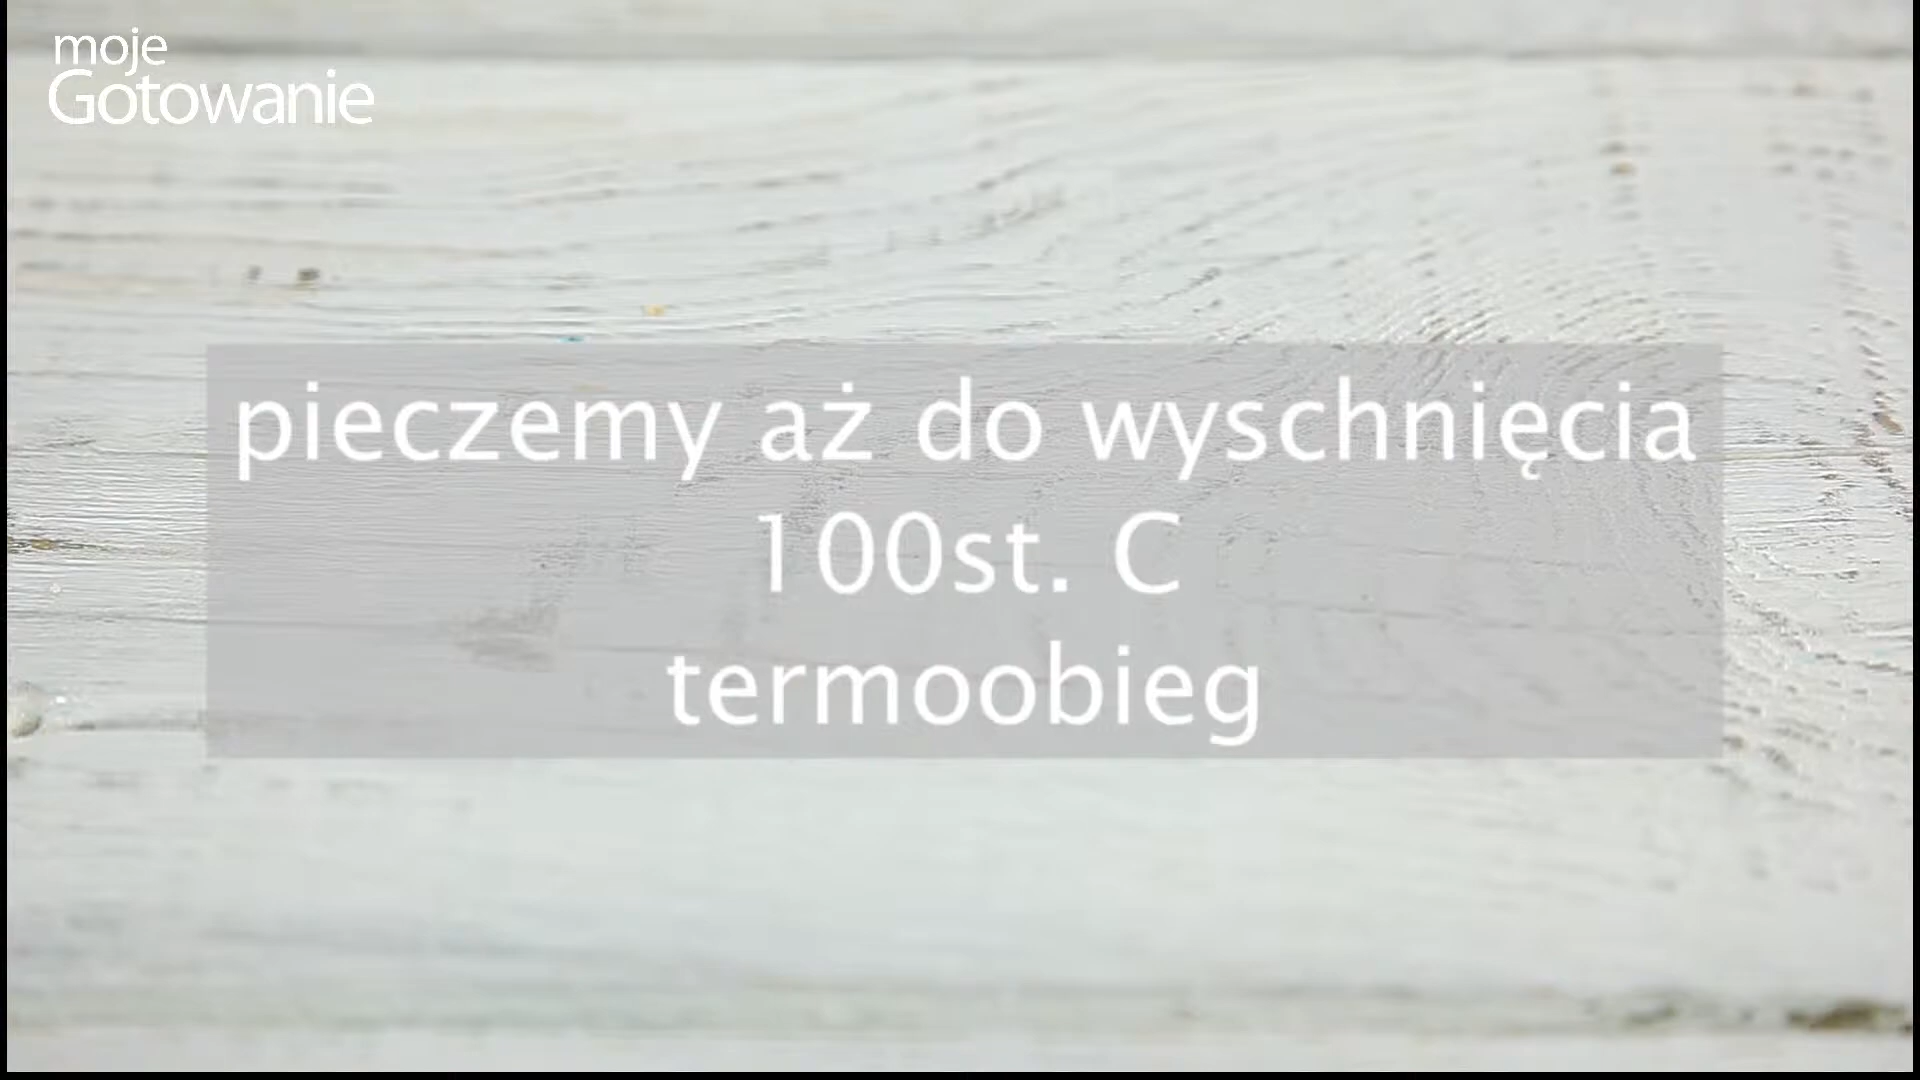 moje
Gotowanie
pieczemy aż do wyschnięcia
100st. C
termoobieg